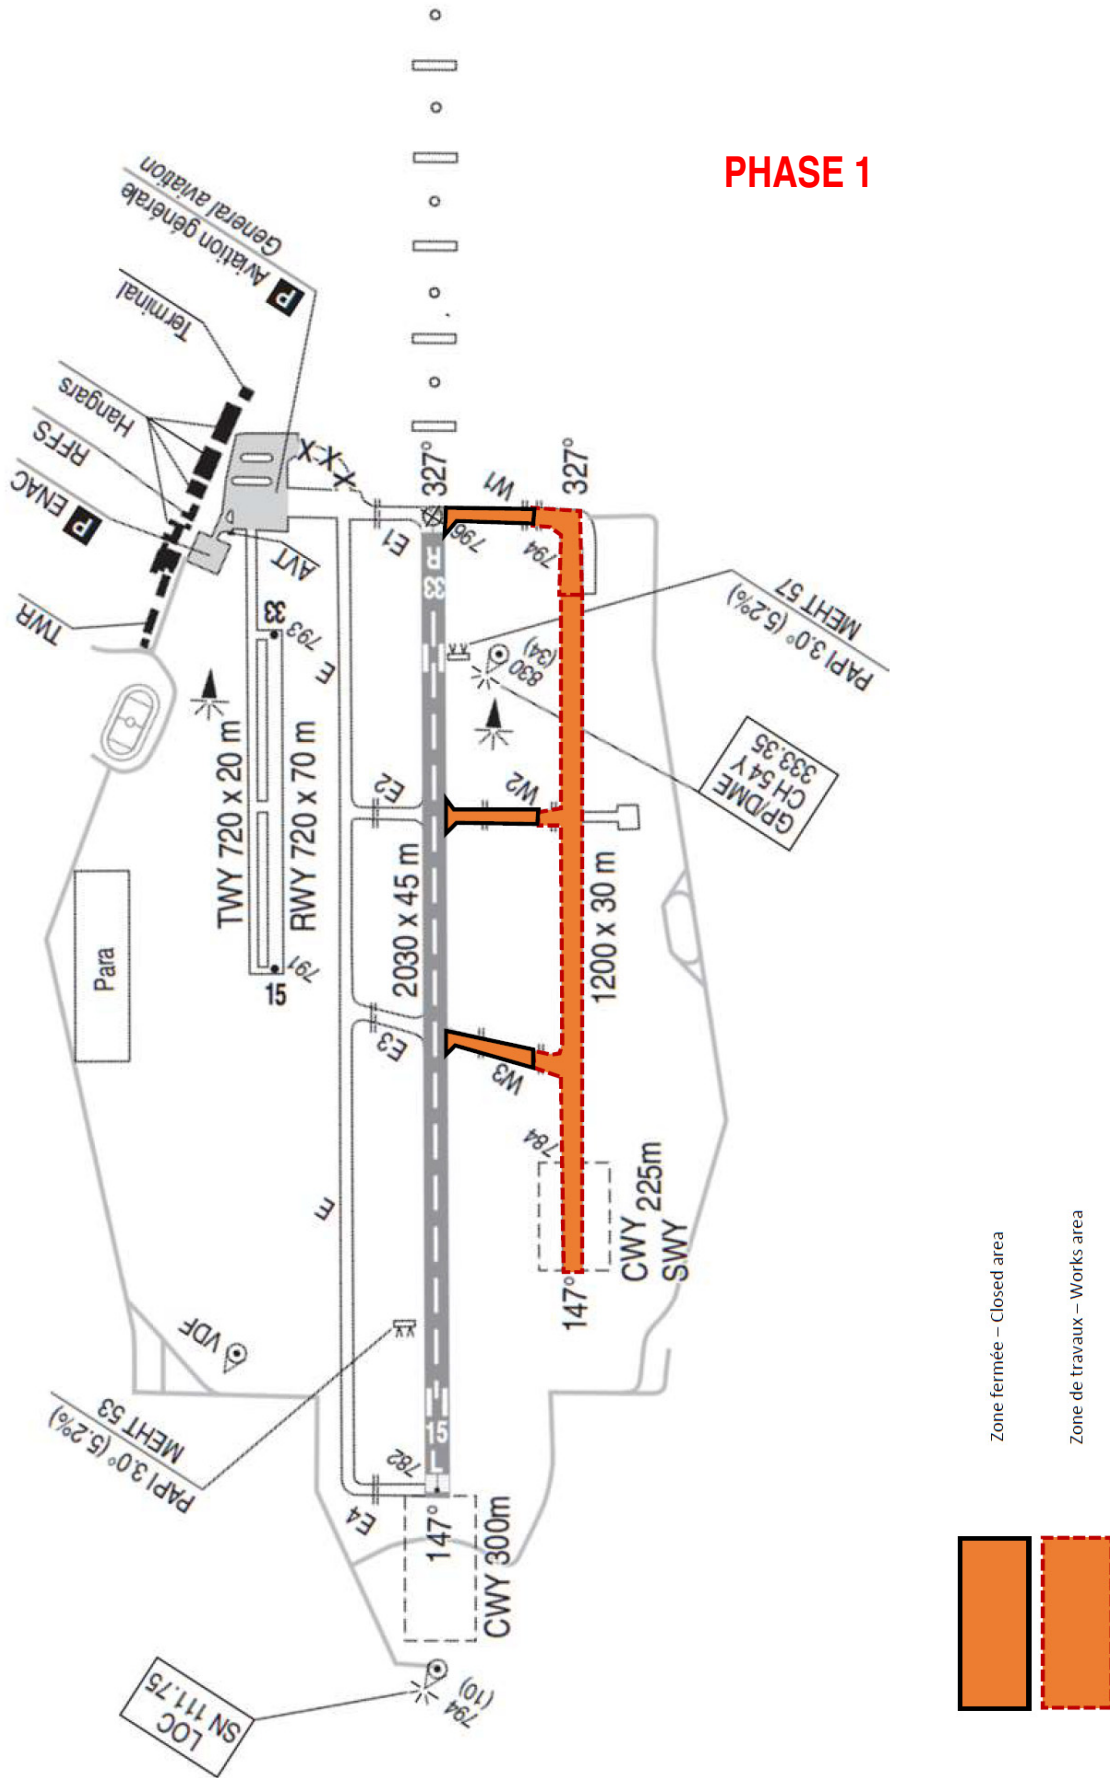 PHASE 1
Aviation générale
General aviation
P
Terminal
Hangars
RFFS
P ENAC
TWR
AVT
X X X
327°
327°
W1
E1
796
794
R
33
33
793
E
TWY 720 x 20 m
RWY 720 x 70 m
830
(34)
PAPI 3.0° (5.2%)
MEHT 57
GP/DME
CH 54 Y
333.35
E2
W2
Para
2030 x 45 m
1200 x 30 m
791
15
E3
W3
784
E
CWY 225m
SWY
147°
VDF
PAPI 3.0° (5.2%)
MEHT 53
15
L
782
E4
147°
CWY 300m
LOC
SN 111.75
794
(10)
Zone fermée – Closed area
Zone de travaux – Works area